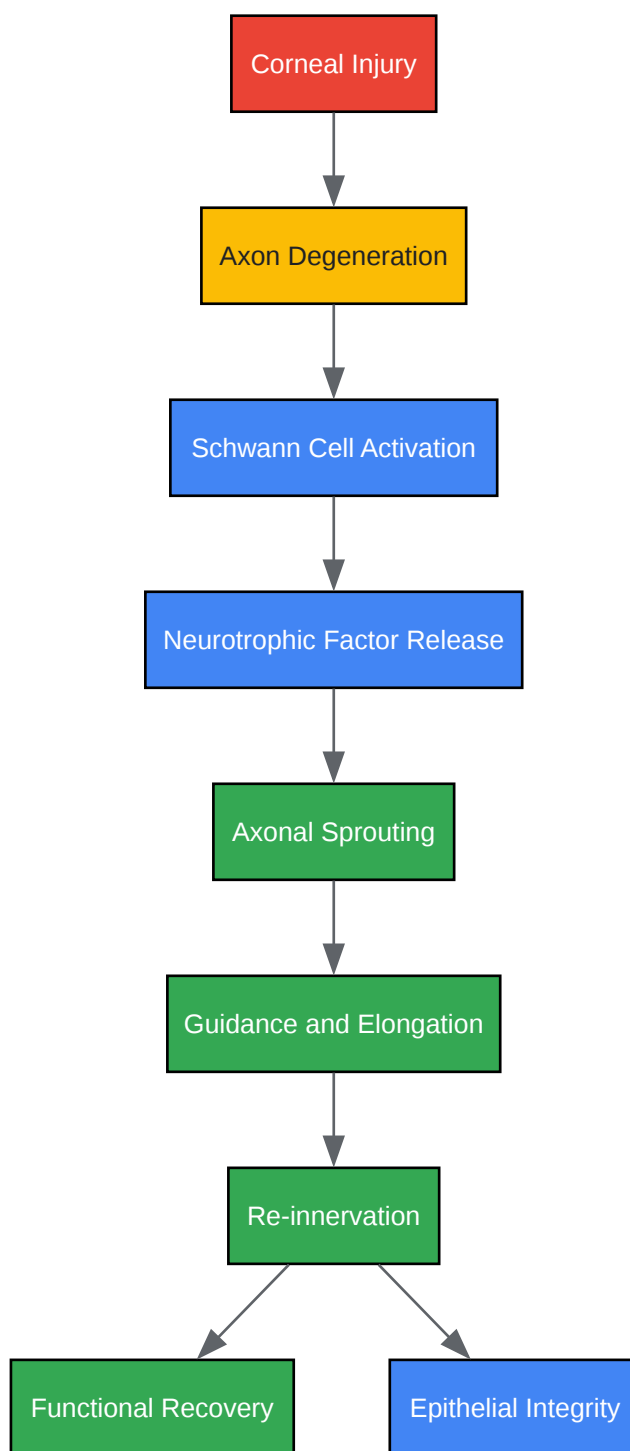 Corneal Injury
Axon Degeneration
Schwann Cell Activation
Neurotrophic Factor Release
Axonal Sprouting
Guidance and Elongation
Re-innervation
Functional Recovery
Epithelial Integrity